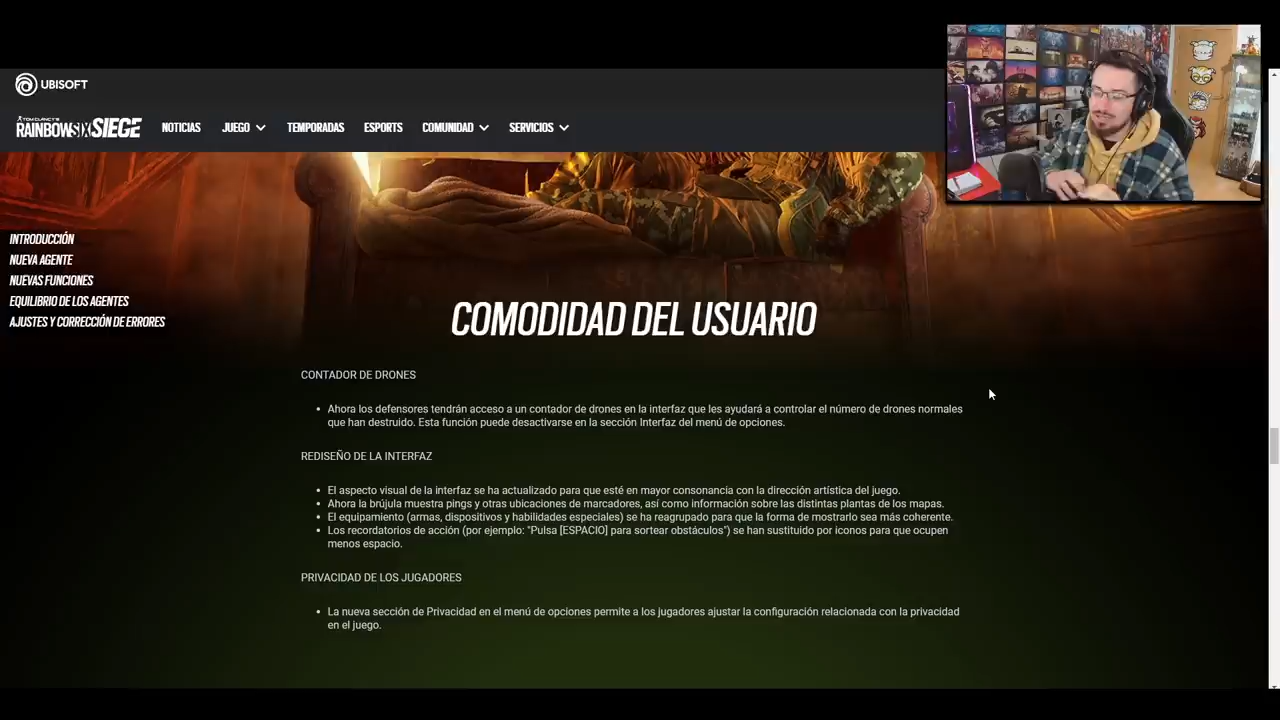 UBISOFT
TOM CLANCY'S
RAINBOWSIX SIEGE
NOTICIAS
JUEGO
TEMPORADAS
ESPORTS
COMUNIDAD
SERVICIOS
INTRODUCCIÓN
NUEVA AGENTE
NUEVAS FUNCIONES
EQUILIBRIO DE LOS AGENTES
AJUSTES Y CORRECCIÓN DE ERRORES
COMODIDAD DEL USUARIO
CONTADOR DE DRONES
• Ahora los defensores tendrán acceso a un contador de drones en la interfaz que les ayudará a controlar el número de drones normales
que han destruido. Esta función puede desactivarse en la sección Interfaz del menú de opciones.
REDISEÑO DE LA INTERFAZ
• El aspecto visual de la interfaz se ha actualizado para que esté en mayor consonancia con la dirección artística del juego.
• Ahora la brújula muestra pings y otras ubicaciones de marcadores, así como información sobre las distintas plantas de los mapas.
• El equipamiento (armas, dispositivos y habilidades especiales) se ha reagrupado para que la forma de mostrarlo sea más coherente.
• Los recordatorios de acción (por ejemplo: "Pulsa [ESPACIO] para sortear obstáculos") se han sustituido por iconos para que ocupen
menos espacio.
PRIVACIDAD DE LOS JUGADORES
• La nueva sección de Privacidad en el menú de opciones permite a los jugadores ajustar la configuración relacionada con la privacidad
en el juego.